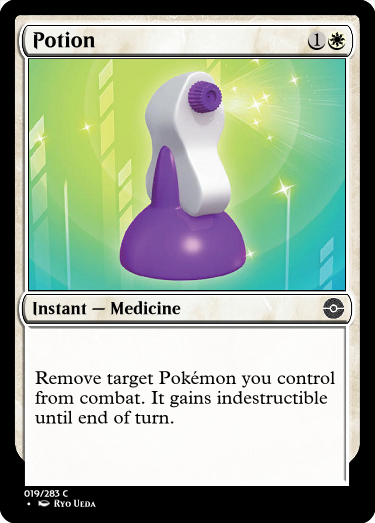 Potion 1
Instant — Medicine
Remove target Pokémon you control
from combat. It gains indestructible
until end of turn.
019/283 C
• Ryo Ueda